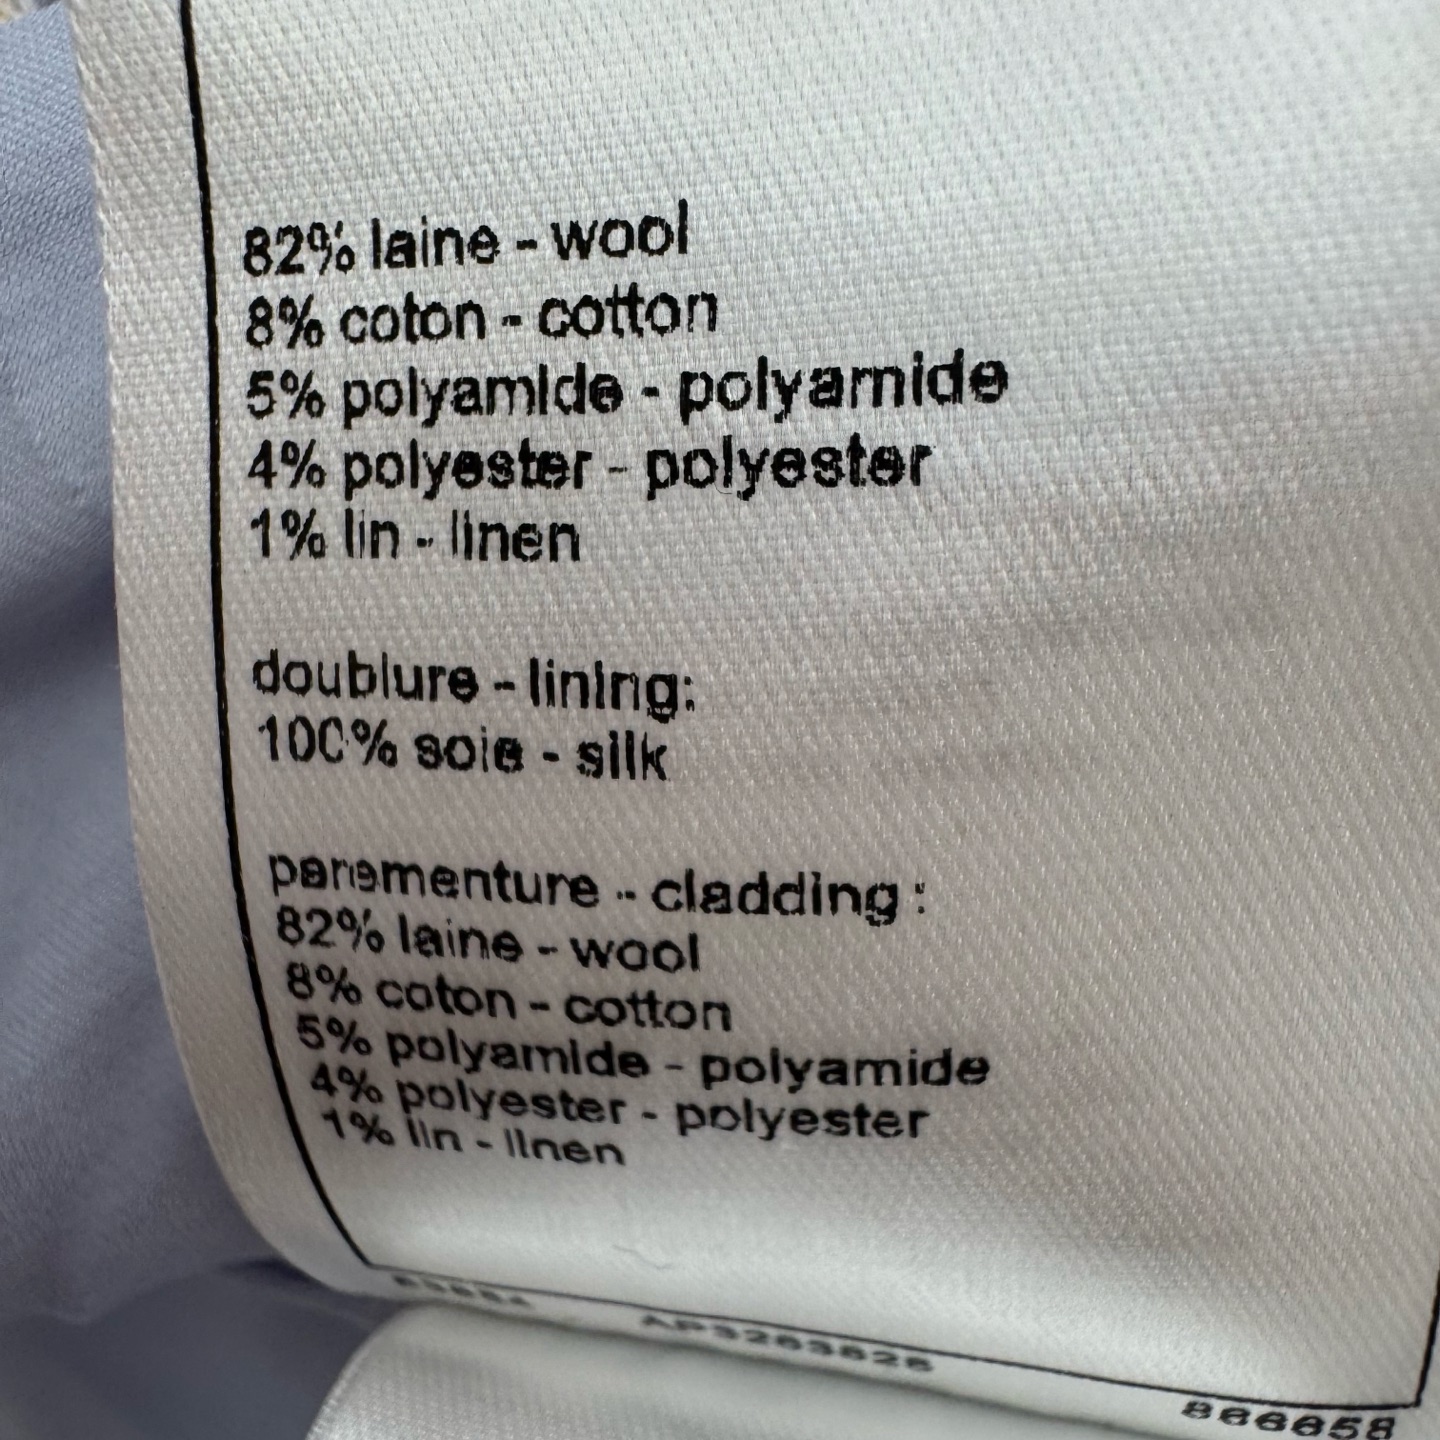 82% laine - wool
8% coton - cotton
5% polyamide - polyamide
4% polyester - polyester
1% lin - linen
doublure - lining:
100% soie - silk
parementure - cladding :
82% laine - wool
8% coton - cotton
5% polyamide - polyamide
4% polyester - polyester
1% lin - linen